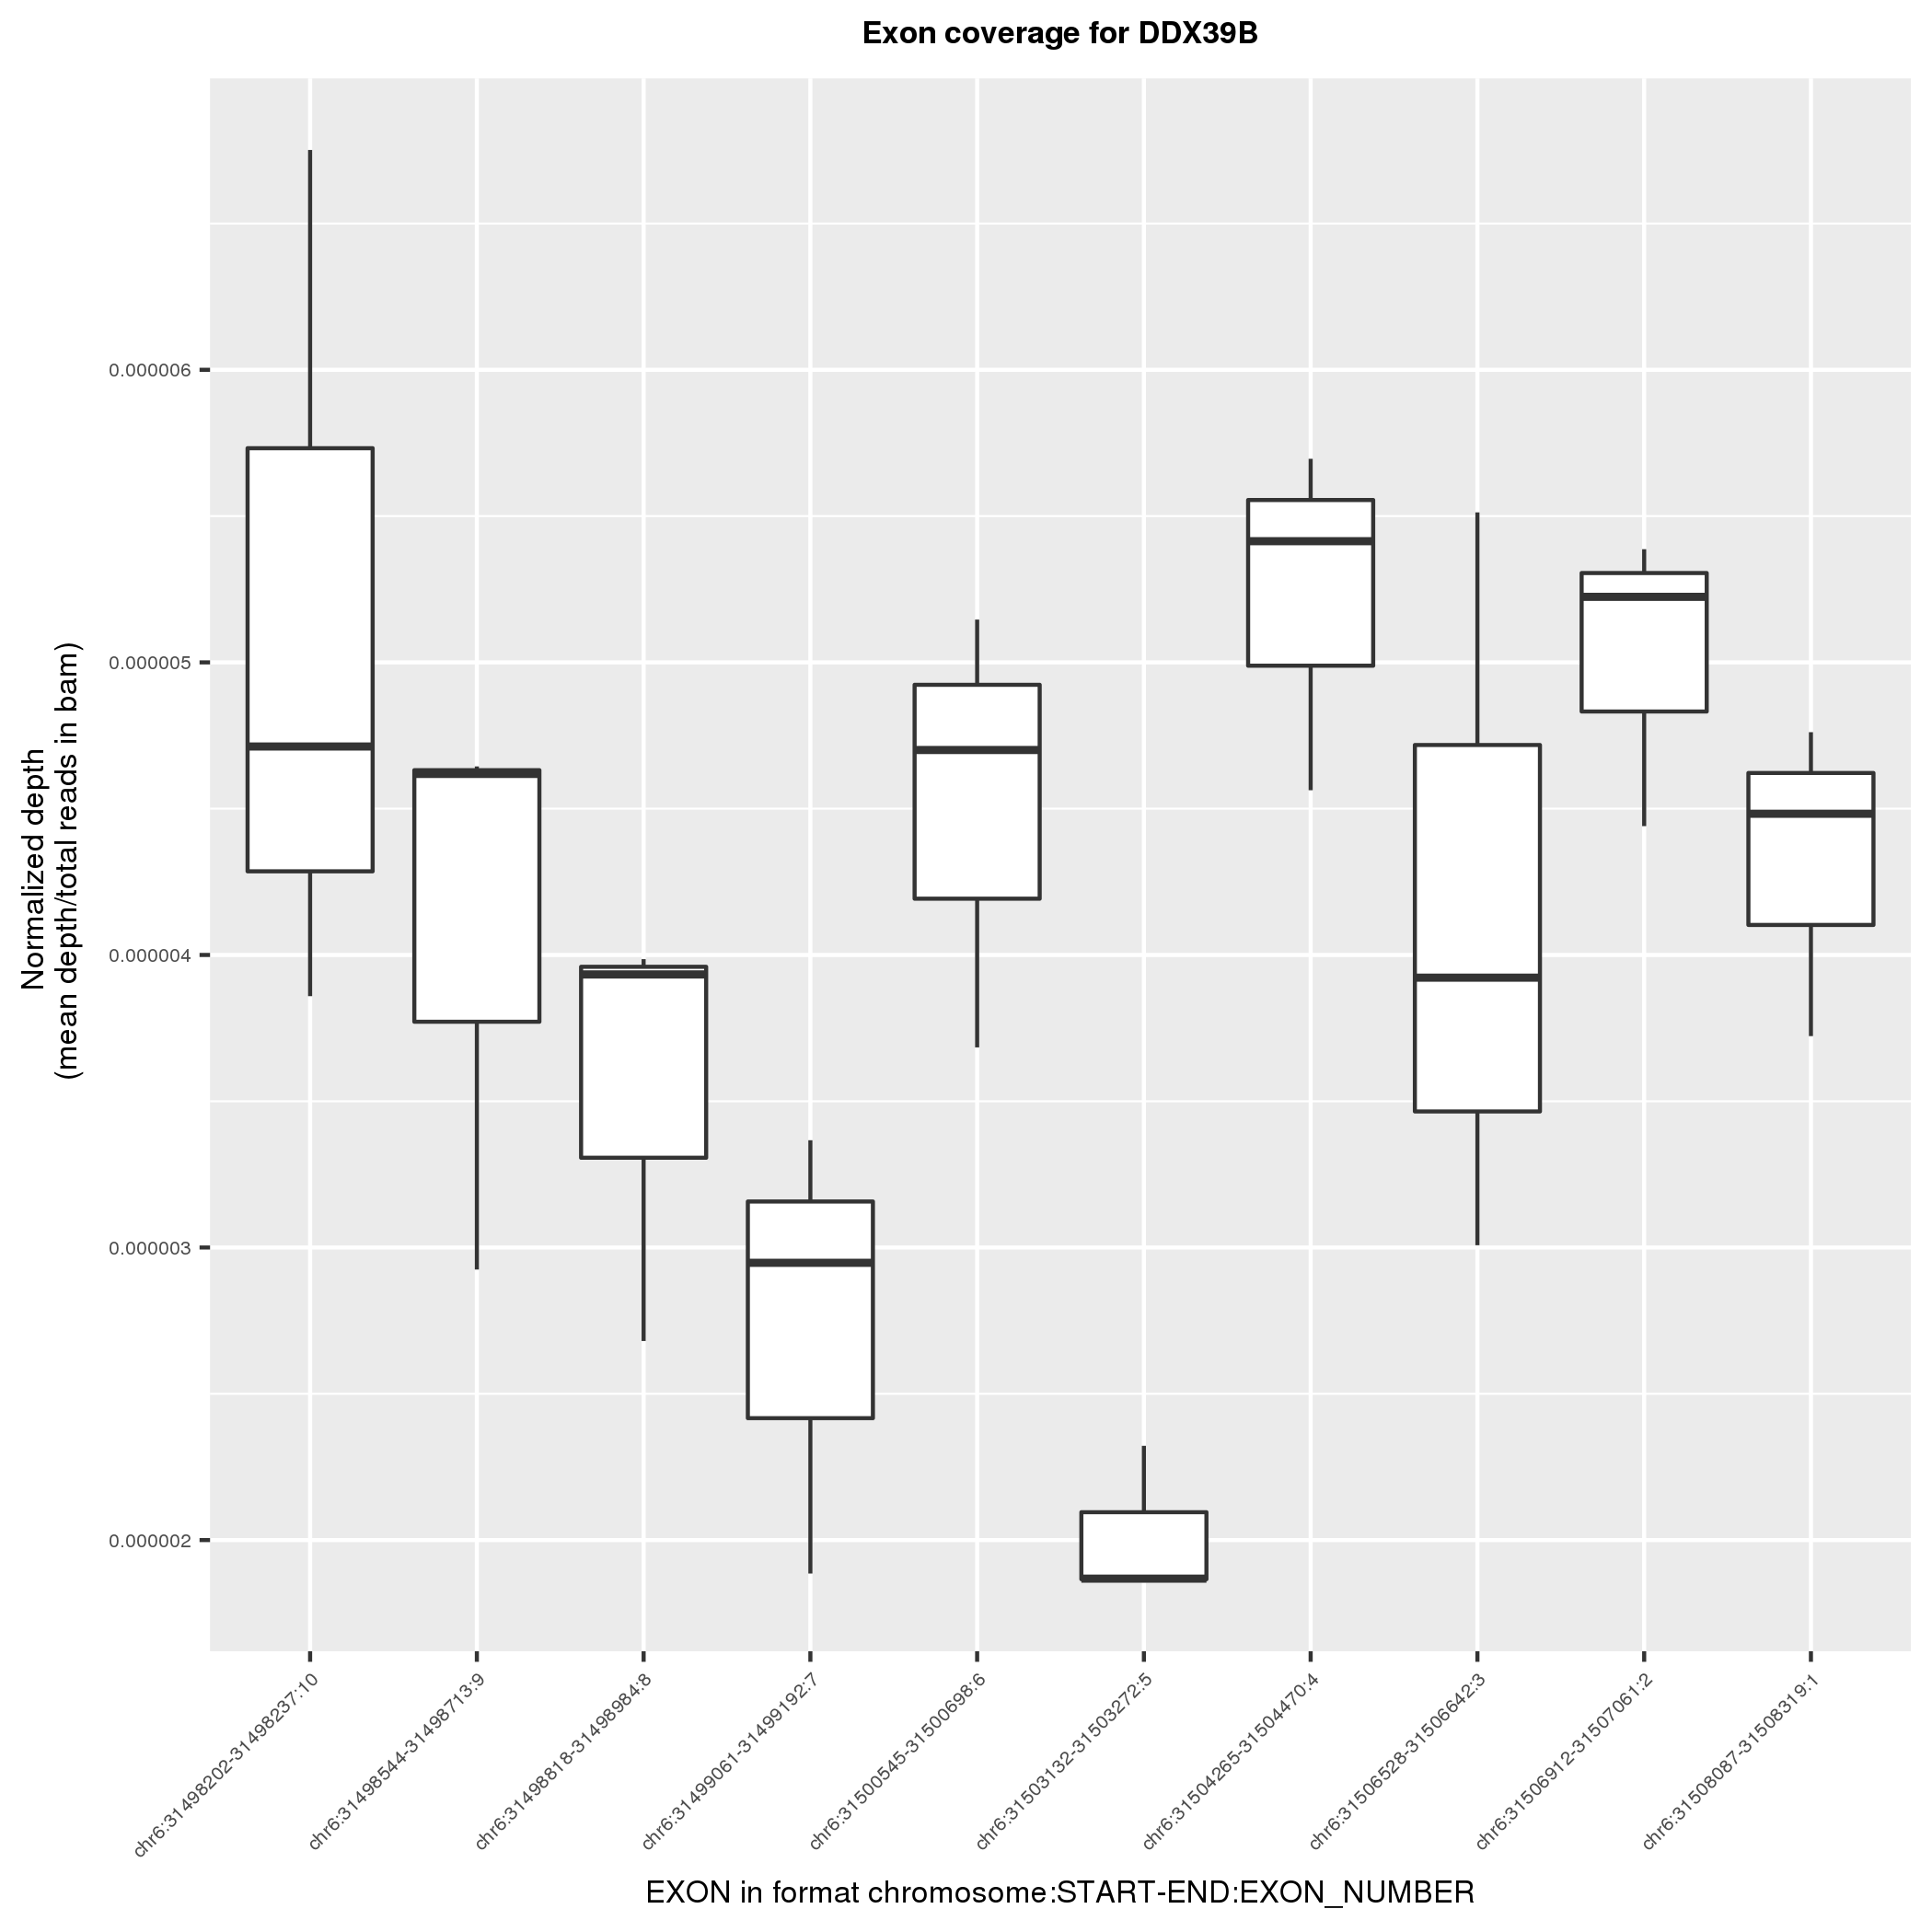 Exon coverage for DDX39B
Normalized depth
(mean depth/total reads in bam)
0.000006
0.000005
0.000004
0.000003
0.000002
chr6:31498202-31498237:10
chr6:31498544-31498713:9
chr6:31498818-31498984:8
chr6:31499061-31499192:7
chr6:31500545-31500698:6
chr6:31503132-31503272:5
chr6:31504265-31504470:4
chr6:31506528-31506642:3
chr6:31506912-31507061:2
chr6:31508087-31508319:1
EXON in format chromosome:START-END:EXON_NUMBER